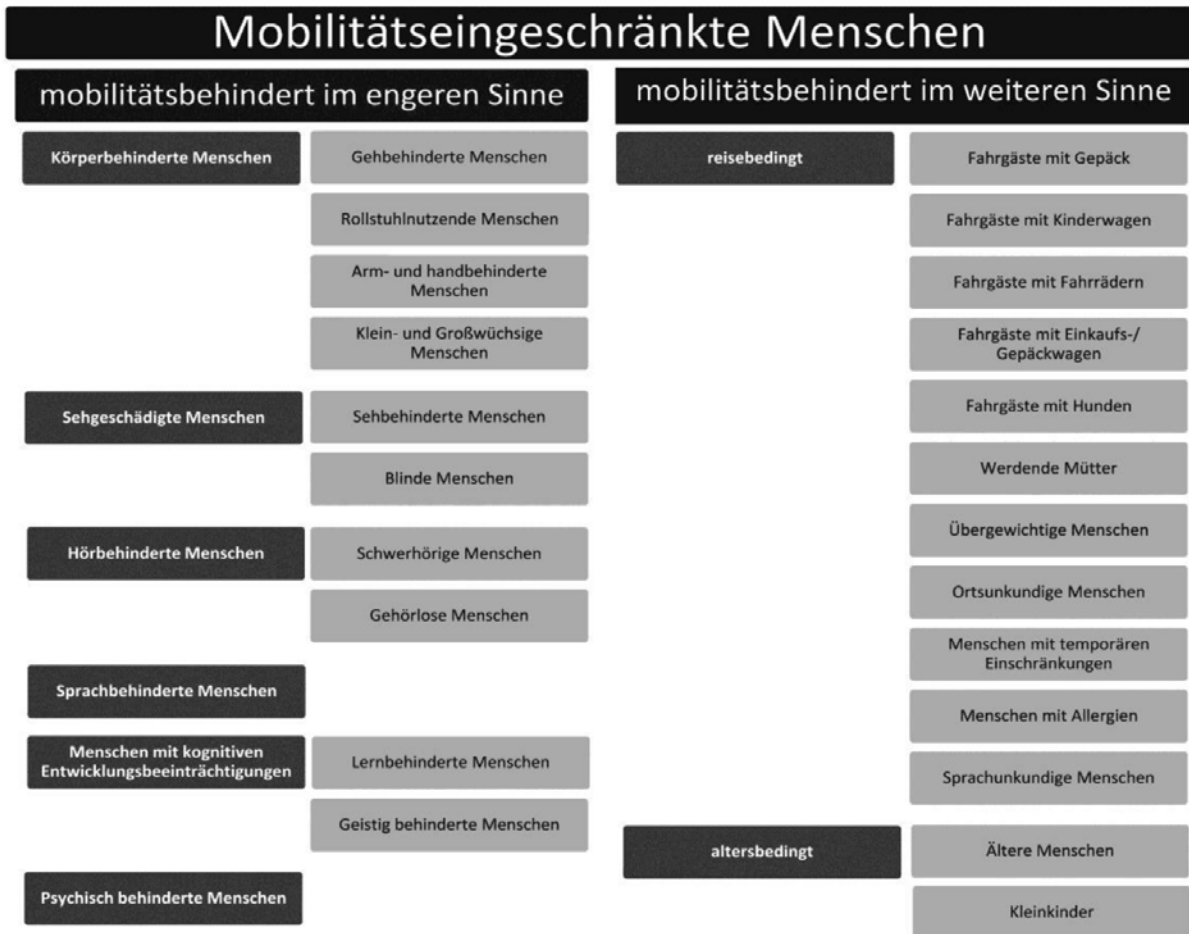 Mobilitätseingeschränkte Menschen
mobilitätsbehindert im engeren Sinne
Körperbehinderte Menschen
Gehbehinderte Menschen
Rollstuhlnutzende Menschen
Arm- und handbehinderte
Menschen
Klein- und Großwüchsige
Menschen
Sehgeschädigte Menschen
Sehbehinderte Menschen
Blinde Menschen
Hörbehinderte Menschen
Schwerhörige Menschen
Gehörlose Menschen
Sprachbehinderte Menschen
Menschen mit kognitiven
Entwicklungsbeeinträchtigungen
Lernbehinderte Menschen
Geistig behinderte Menschen
Psychisch behinderte Menschen
mobilitätsbehindert im weiteren Sinne
reisebedingt
Fahrgäste mit Gepäck
Fahrgäste mit Kinderwagen
Fahrgäste mit Fahrrädern
Fahrgäste mit Einkaufs-/
Gepäckwagen
Fahrgäste mit Hunden
Werdende Mütter
Übergewichtige Menschen
Ortsunkundige Menschen
Menschen mit temporären
Einschränkungen
Menschen mit Allergien
Sprachunkundige Menschen
altersbedingt
Ältere Menschen
Kleinkinder